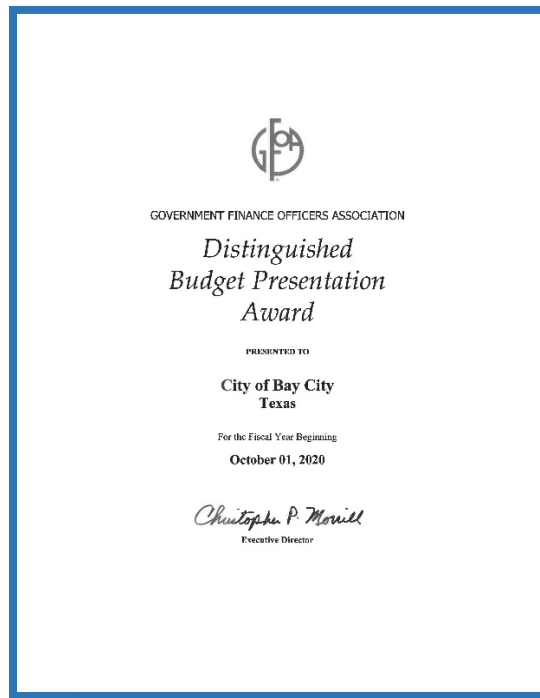 GFOA
GOVERNMENT FINANCE OFFICERS ASSOCIATION
Distinguished
Budget Presentation
Award
PRESENTED TO
City of Bay City
Texas
For the Fiscal Year Beginning
October 01, 2020
Christopher P. Morrill
Executive Director